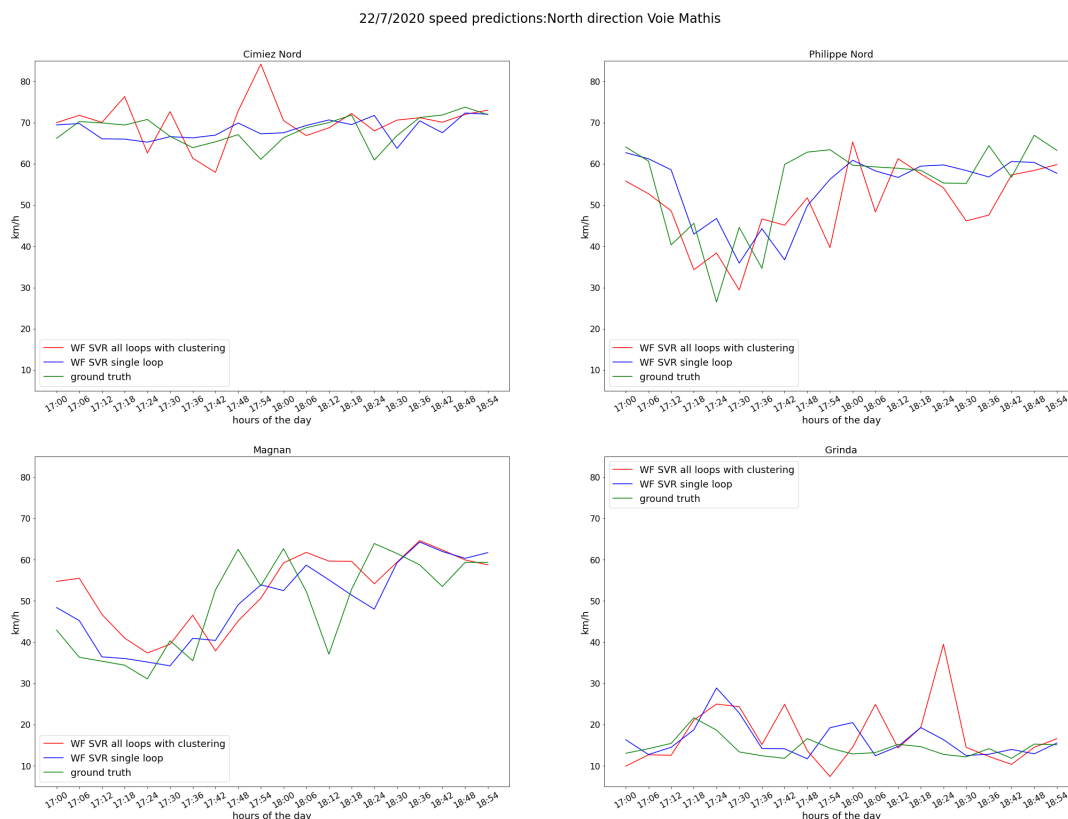 22/7/2020 speed predictions:North direction Voie Mathis
Cimiez Nord
80
70
60
50
40
30
20
10
km/h
WF SVR all loops with clustering
WF SVR single loop
ground truth
17:00 17:06 17:12 17:18 17:24 17:30 17:36 17:42 17:48 17:54 18:00 18:06 18:12 18:18 18:24 18:30 18:36 18:42 18:48 18:54
hours of the day
Philippe Nord
80
70
60
50
40
30
20
10
km/h
WF SVR all loops with clustering
WF SVR single loop
ground truth
17:00 17:06 17:12 17:18 17:24 17:30 17:36 17:42 17:48 17:54 18:00 18:06 18:12 18:18 18:24 18:30 18:36 18:42 18:48 18:54
hours of the day
Magnan
80
70
60
50
40
30
20
10
km/h
WF SVR all loops with clustering
WF SVR single loop
ground truth
17:00 17:06 17:12 17:18 17:24 17:30 17:36 17:42 17:48 17:54 18:00 18:06 18:12 18:18 18:24 18:30 18:36 18:42 18:48 18:54
hours of the day
Grinda
80
70
60
50
40
30
20
10
km/h
WF SVR all loops with clustering
WF SVR single loop
ground truth
17:00 17:06 17:12 17:18 17:24 17:30 17:36 17:42 17:48 17:54 18:00 18:06 18:12 18:18 18:24 18:30 18:36 18:42 18:48 18:54
hours of the day